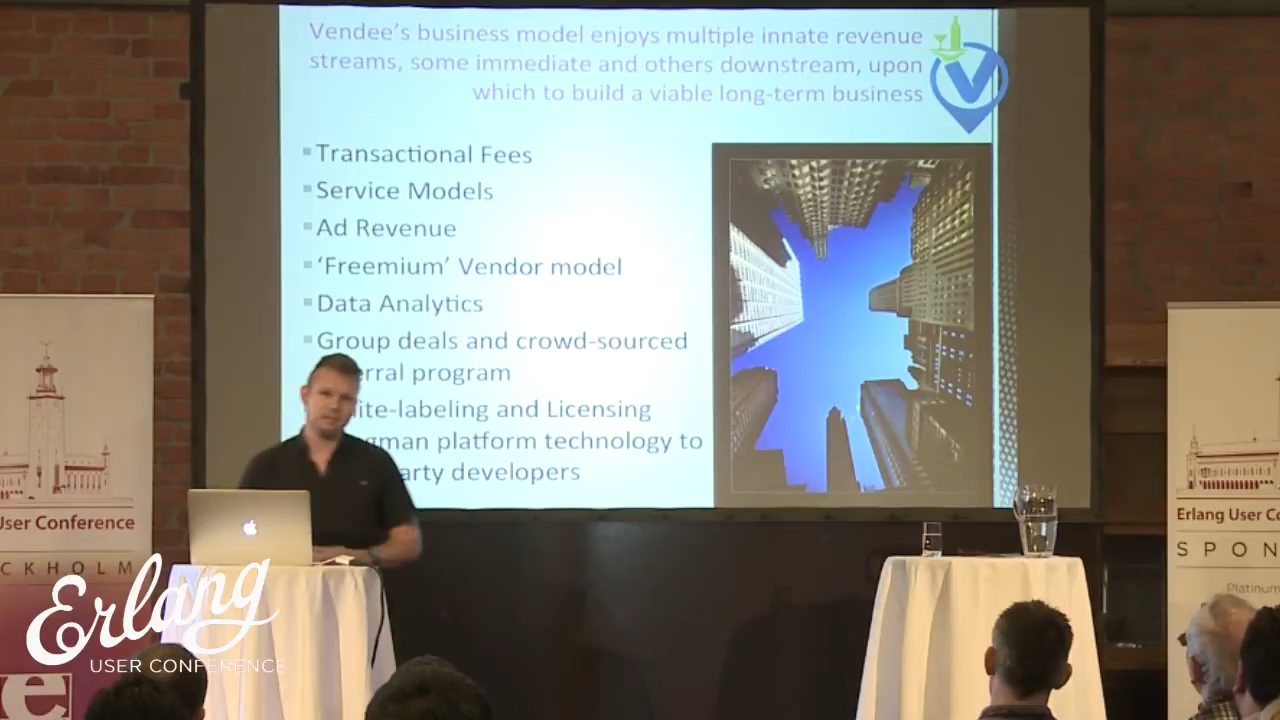 Vendee's business model enjoys multiple innate revenue
streams, some immediate and others downstream, upon
which to build a viable long-term business
Transactional Fees
Service Models
Ad Revenue
'Freemium' Vendor model
Data Analytics
Group deals and crowd-sourced
erral program
ite-labeling and Licensing
gman platform technology to
arty developers
User Conference
CKHOLM
Erlang
USER CONFERENCE
e
Erlang User Co
SPON
Platinum